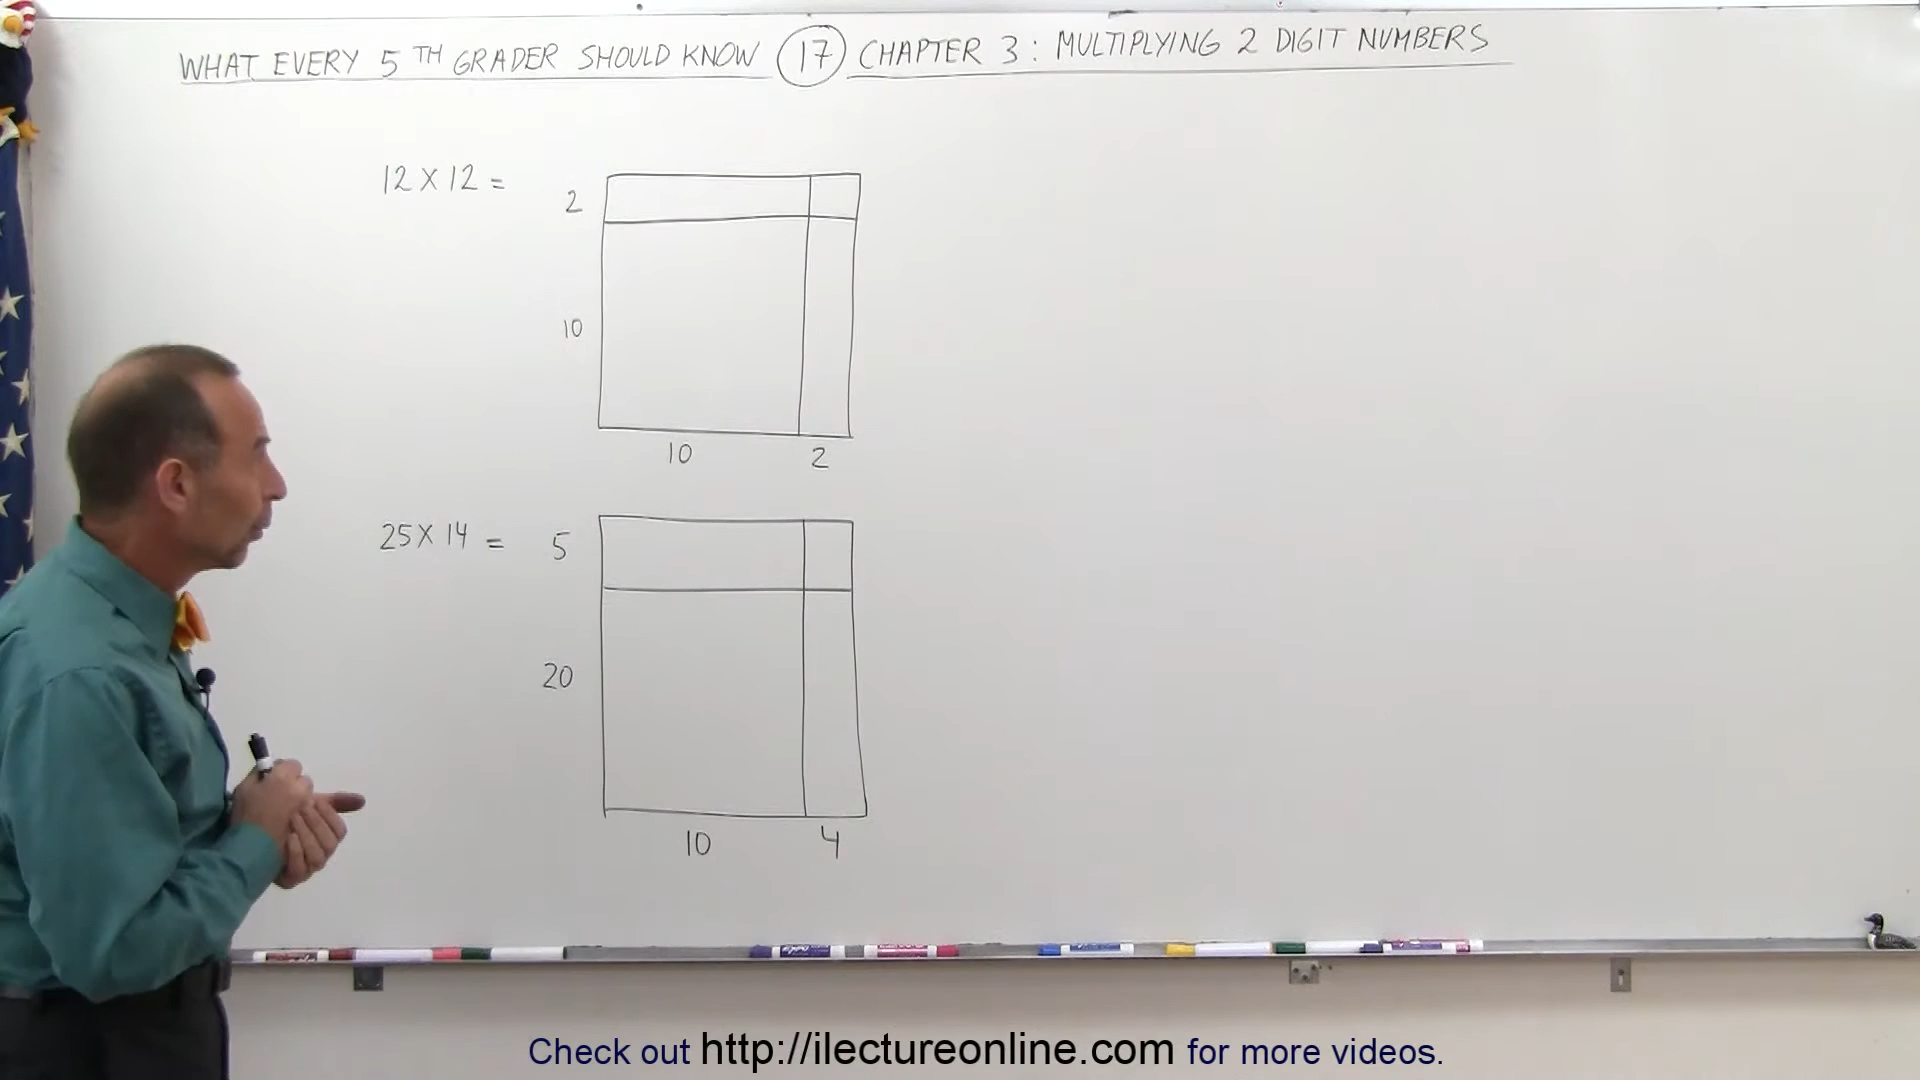 WHAT EVERY 5TH GRADER SHOULD KNOW 17 CHAPTER 3: MULTIPLYING 2 DIGIT NUMBERS
12 X 12 =
2
10
10 2
25 X 14 =
5
20
10 4
Check out http://ilectureonline.com for more videos.